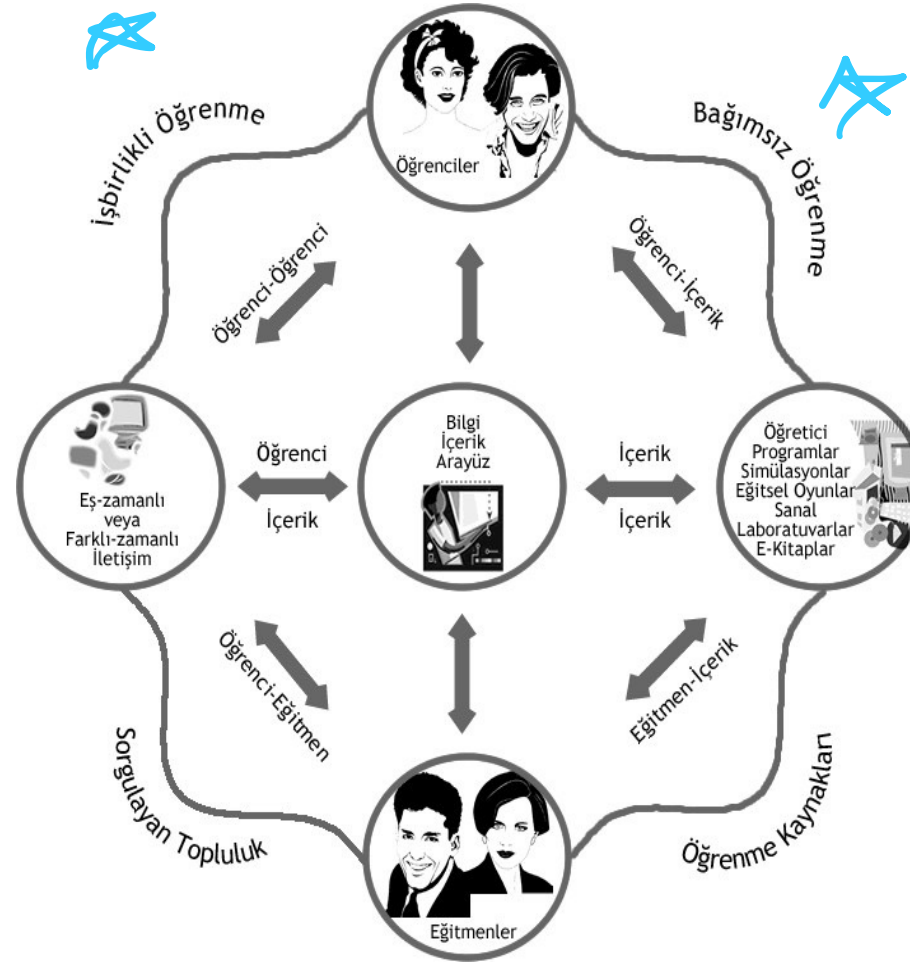 İşbirlikli Öğrenme
Bağımsız Öğrenme
Öğrenciler
Öğrenci-Öğrenci
Öğrenci-İçerik
Eş-zamanlı
veya
Farklı-zamanlı
İletişim
Öğrenci
İçerik
Bilgi
İçerik
Arayüz
İçerik
İçerik
Öğretici
Programlar
Simülasyonlar
Eğitsel Oyunlar
Sanal
Laboratuvarlar
E-Kitaplar
Öğrenci-Eğitmen
Eğitmen-İçerik
Sorgulayan Topluluk
Öğrenme Kaynakları
Eğitmenler